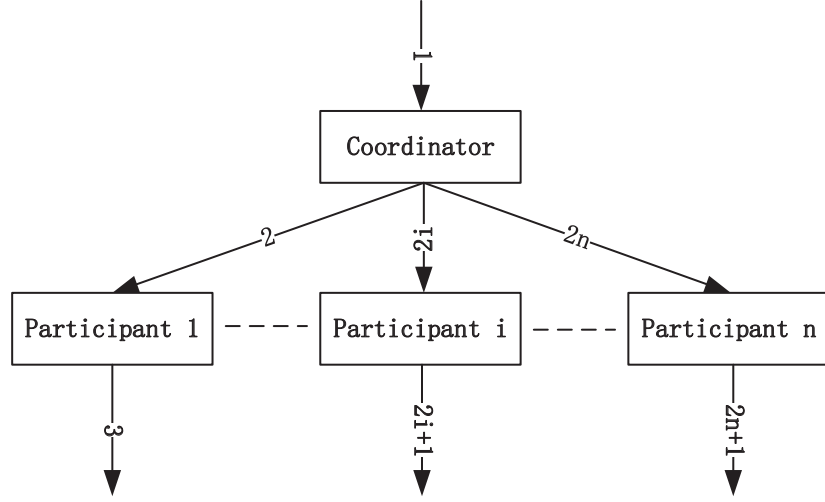 1
Coordinator
2
2i
2n
Participant 1
Participant i
Participant n
3
2i+1
2n+1